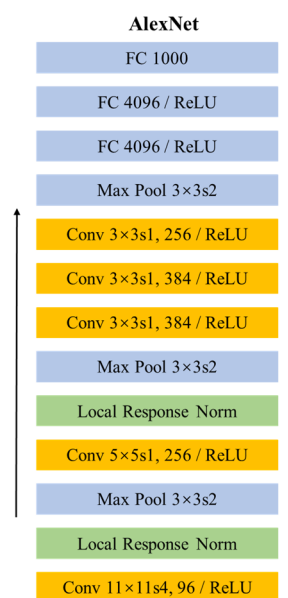 AlexNet
FC 1000
FC 4096 / ReLU
FC 4096 / ReLU
Max Pool 3×3s2
Conv 3×3s1, 256 / ReLU
Conv 3×3s1, 384 / ReLU
Conv 3×3s1, 384 / ReLU
Max Pool 3×3s2
Local Response Norm
Conv 5×5s1, 256 / ReLU
Max Pool 3×3s2
Local Response Norm
Conv 11×11s4, 96 / ReLU